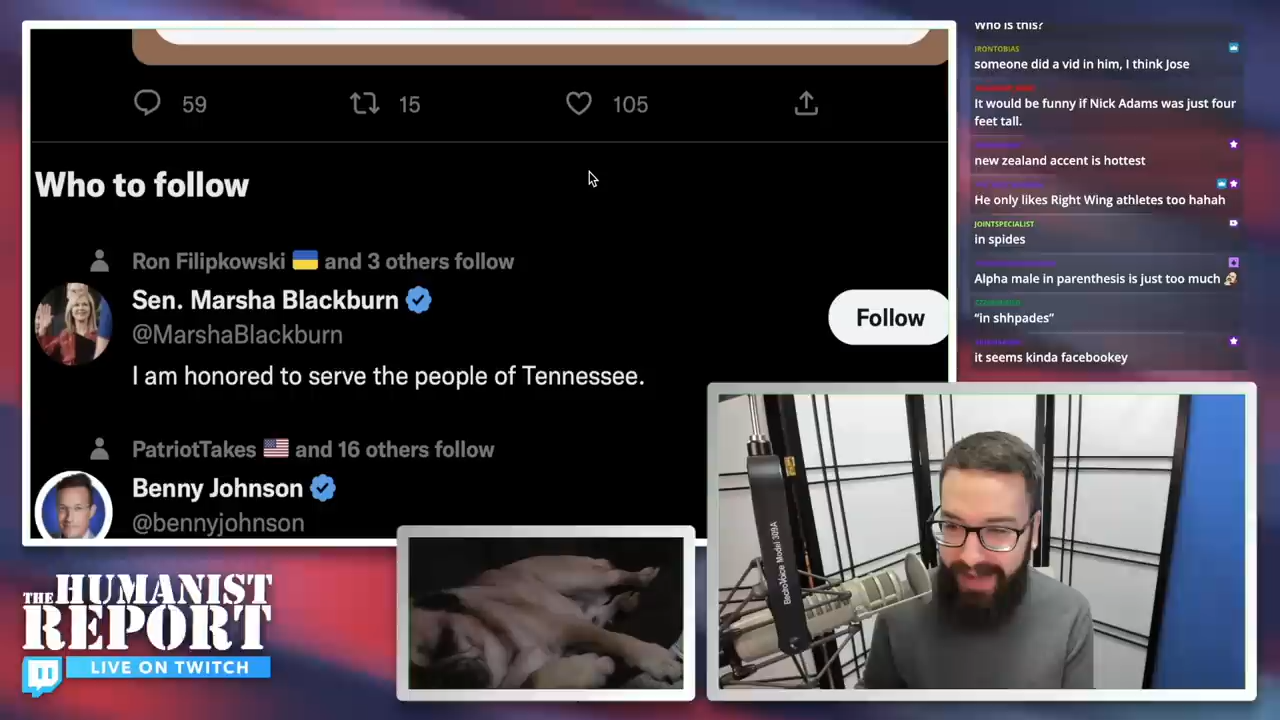 59
15
105
Who to follow
Ron Filipkowski and 3 others follow
Sen. Marsha Blackburn
@MarshaBlackburn
Follow
I am honored to serve the people of Tennessee.
PatriotTakes and 16 others follow
Benny Johnson
@bennyjohnson
THE HUMANIST
REPORT
LIVE ON TWITCH
Who is this?
IRONTOBIAS
someone did a vid in him, I think Jose
It would be funny if Nick Adams was just four
feet tall.
new zealand accent is hottest
He only likes Right Wing athletes too hahah
JOINTSPECIALIST
in spides
Alpha male in parenthesis is just too much
“in shhpades”
it seems kinda facebookey
ElectroVoice Model 309A